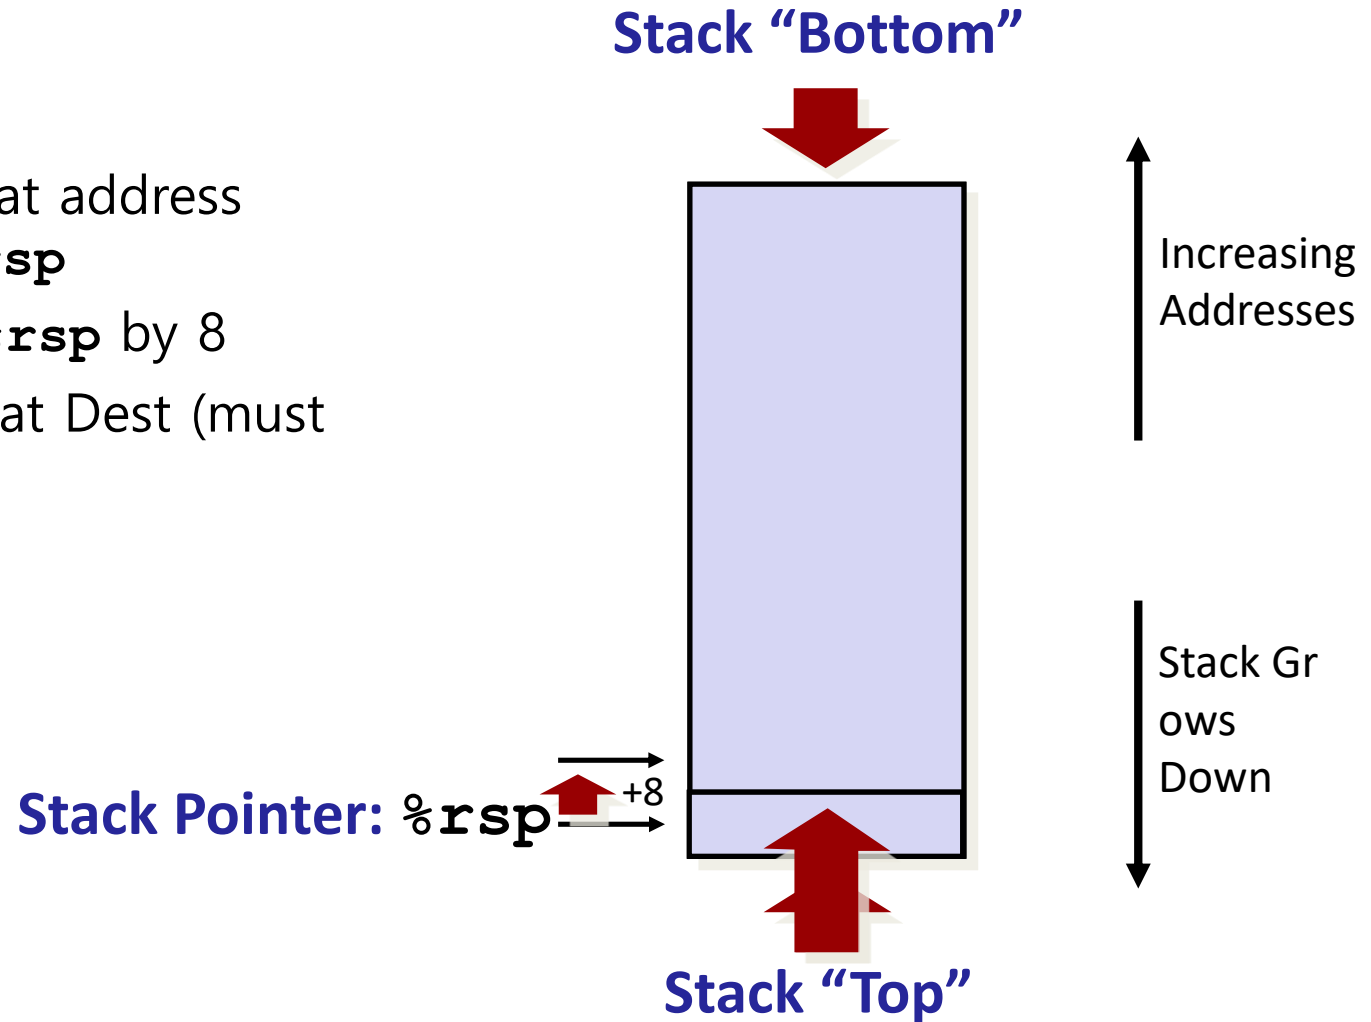 Stack “Bottom”
at address
sp
rsp by 8
at Dest (must
Increasing
Addresses
Stack Gr
ows
Down
+8
Stack Pointer: %rsp
Stack “Top”